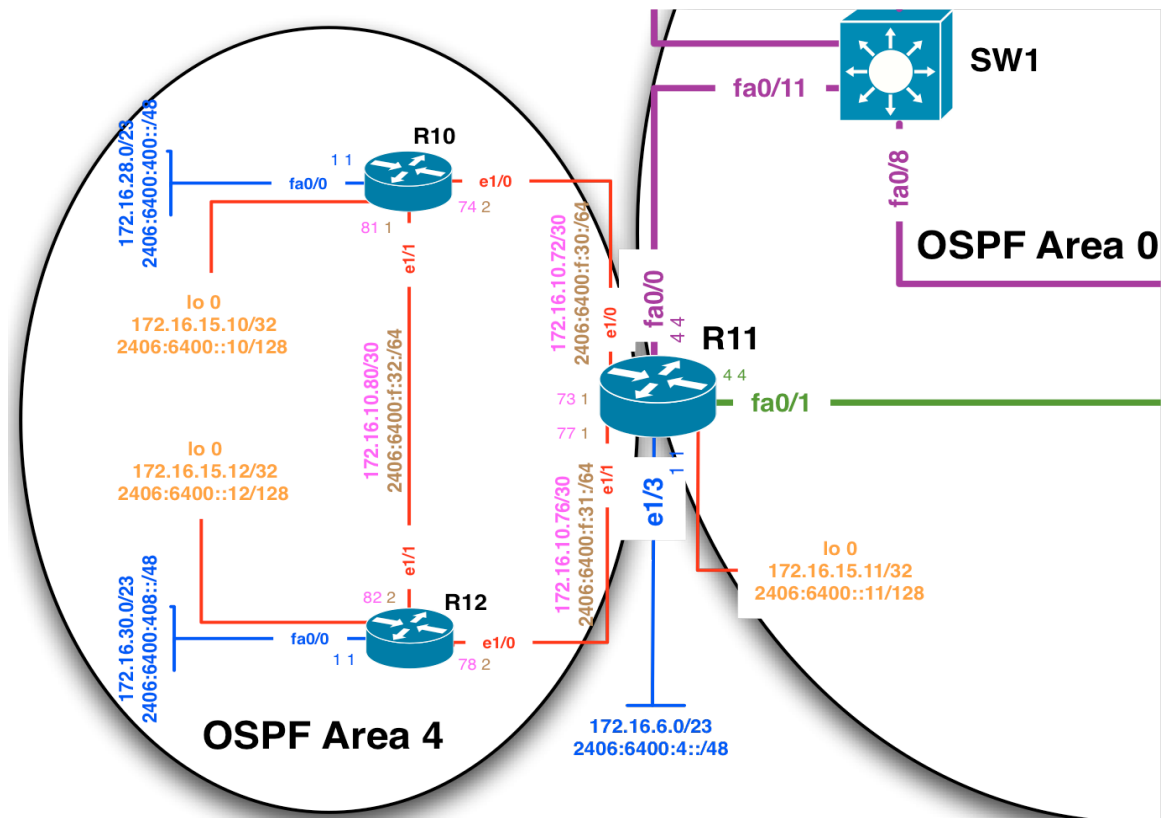 SW1
fa0/11
fa0/8
OSPF Area 0
R10
1 1
fa0/0
e1/0
74 2
81 1
e1/1
172.16.28.0/23
2406:6400:400::/48
lo 0
172.16.15.10/32
2406:6400::10/128
172.16.10.80/30
2406:6400:f:32:/64
172.16.10.72/30
2406:6400:f:30:/64
e1/0
fa0/0
4 4
R11
4 4
fa0/1
73 1
77 1
e1/1
172.16.10.76/30
2406:6400:f:31:/64
e1/3
1 1
lo 0
172.16.15.11/32
2406:6400::11/128
lo 0
172.16.15.12/32
2406:6400::12/128
e1/1
82 2
R12
fa0/0
1 1
e1/0
78 2
172.16.30.0/23
2406:6400:408::/48
OSPF Area 4
172.16.6.0/23
2406:6400:4::/48